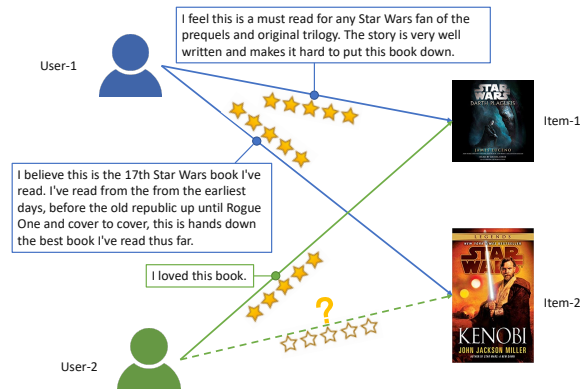 I feel this is a must read for any Star Wars fan of the
prequels and original trilogy. The story is very well
written and makes it hard to put this book down.
User-1
STAR
WARS
DARTH PLAGUEIS
JAMES LUCENO
Item-1
I believe this is the 17th Star Wars book I've
read. I've read from the from the earliest
days, before the old republic up until Rogue
One and cover to cover, this is hands down
the best book I've read thus far.
I loved this book.
?
LEGENDS
STAR
WARS
KENOBI
JOHN JACKSON MILLER
Item-2
User-2